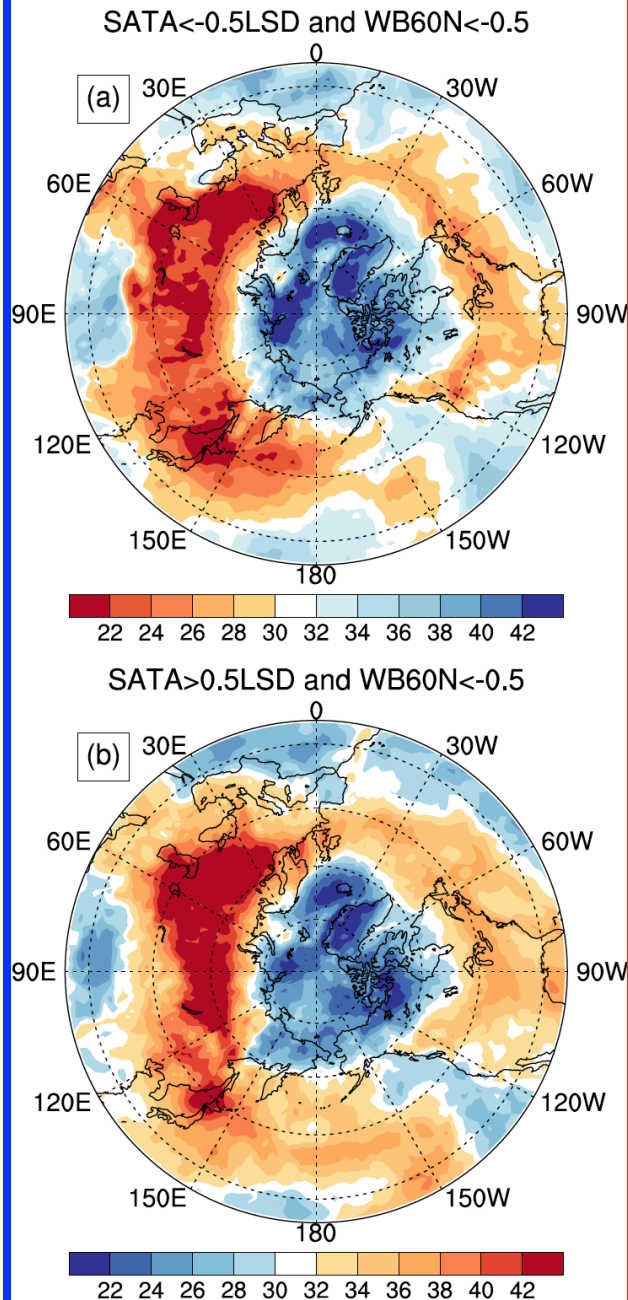 SATA<-0.5LSD and WB60N<-0.5
0
30E 30W
(a)
60E 60W
90E 90W
120E 120W
150E 150W
180
22 24 26 28 30 32 34 36 38 40 42
SATA>0.5LSD and WB60N<-0.5
0
30E 30W
(b)
60E 60W
90E 90W
120E 120W
150E 150W
180
22 24 26 28 30 32 34 36 38 40 42